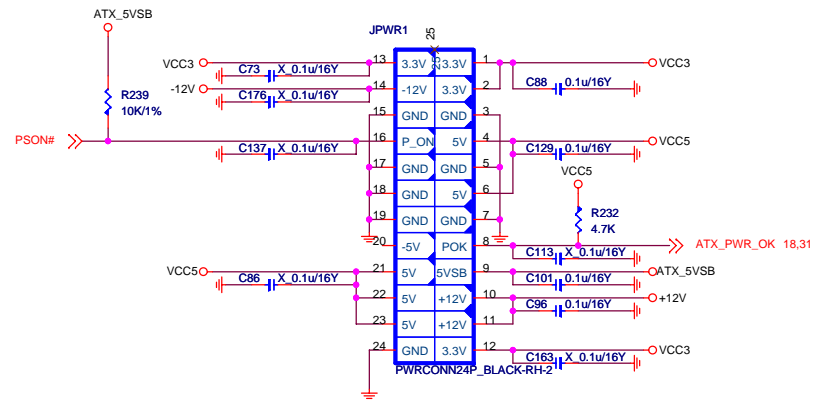 ATX_5VSB
JPWR1
25
25
VCC3
C73 X_0.1u/16Y
13 3.3V 3.3V 1
VCC3
-12V
C176 X_0.1u/16Y
14 -12V 3.3V 2
C88 0.1u/16Y
R239
10K/1%
15 GND GND 3
PSON#
16 P_ON 5V 4
VCC5
C137 X_0.1u/16Y
C129 0.1u/16Y
17 GND GND 5
VCC5
18 GND 5V 6
R232
4.7K
19 GND GND 7
20 -5V POK 8
ATX_PWR_OK 18,31
C113 X_0.1u/16Y
VCC5
21 5V 5VSB 9
ATX_5VSB
C86 X_0.1u/16Y
C101 0.1u/16Y
22 5V +12V 10
+12V
C96 0.1u/16Y
23 5V +12V 11
24 GND 3.3V 12
VCC3
C163 X_0.1u/16Y
PWRCONN24P_BLACK-RH-2